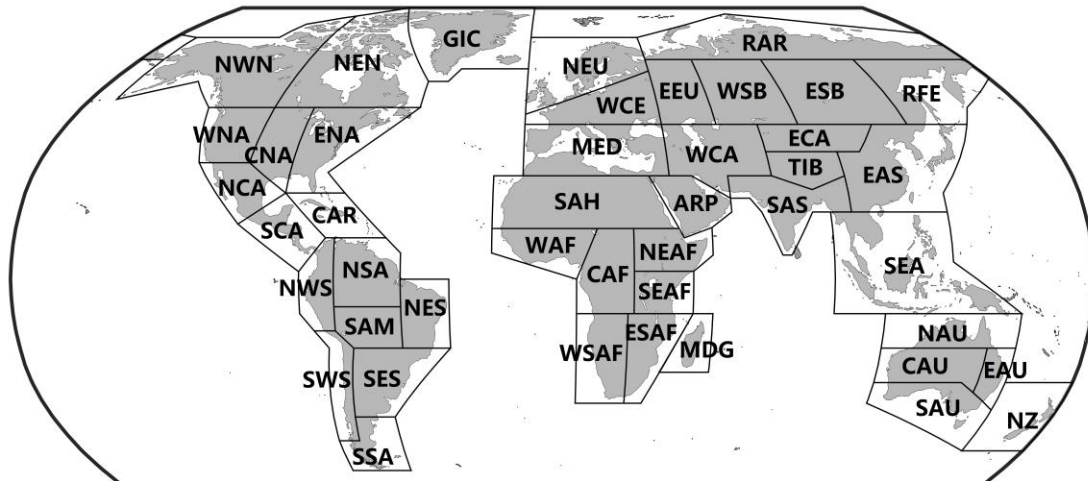 GIC
RAR
NWN
NEN
NEU
EEU
WSB
ESB
RFE
WCE
WNA
ENA
CNA
MED
WCA
ECA
TIB
EAS
NCA
SAH
ARP
SAS
CAR
SCA
WAF
NEAF
CAF
SEA
NSA
NWS
NES
SEAF
SAM
ESAF
WSAF
MDG
NAU
SWS
SES
CAU
EAU
SAU
NZ
SSA